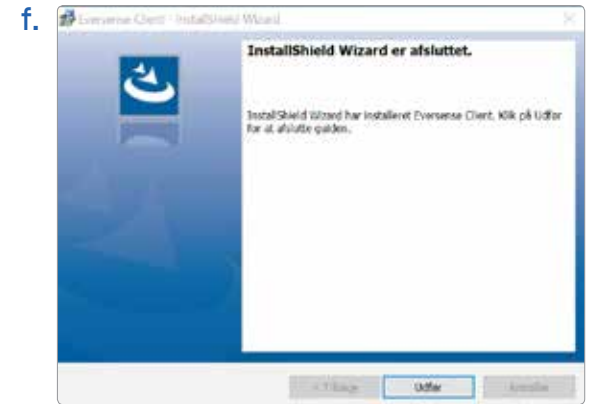 f.
Eversense Client - InstallShield Wizard
InstallShield Wizard er afsluttet.
InstallShield Wizard har installeret Eversense Client. Klik på Udfør
for at afslutte guiden.
< Tilbage
Udfør
Annuller